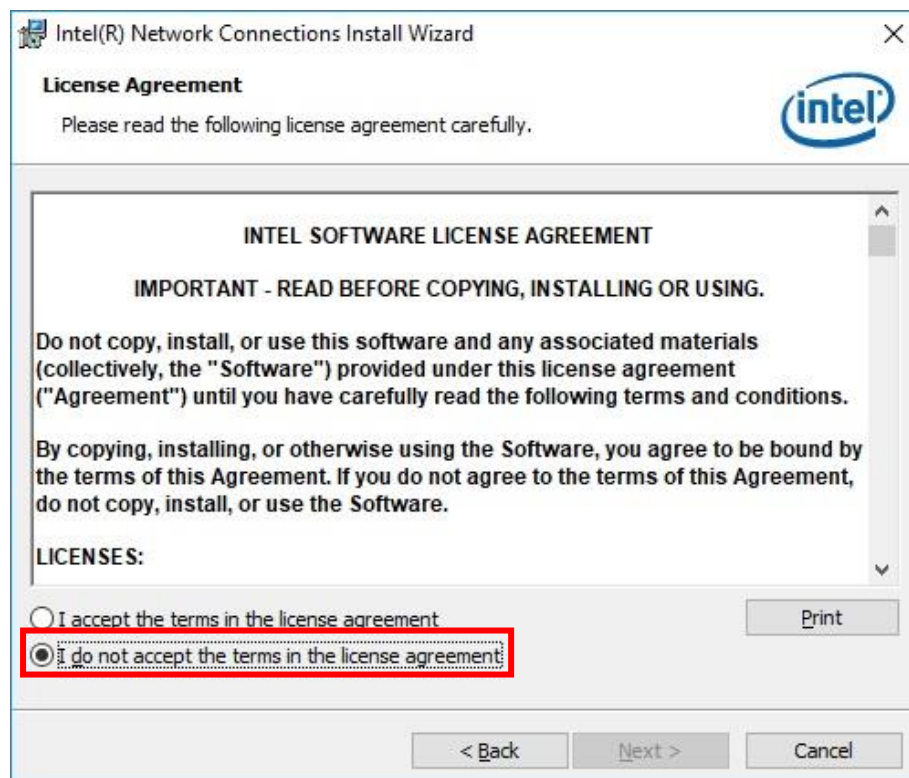 Intel(R) Network Connections Install Wizard
License Agreement
Please read the following license agreement carefully.
intel
INTEL SOFTWARE LICENSE AGREEMENT
IMPORTANT - READ BEFORE COPYING, INSTALLING OR USING.
Do not copy, install, or use this software and any associated materials
(collectively, the "Software") provided under this license agreement
("Agreement") until you have carefully read the following terms and conditions.
By copying, installing, or otherwise using the Software, you agree to be bound by
the terms of this Agreement. If you do not agree to the terms of this Agreement,
do not copy, install, or use the Software.
LICENSES:
I accept the terms in the license agreement
Print
I do not accept the terms in the license agreement
< Back
Next >
Cancel